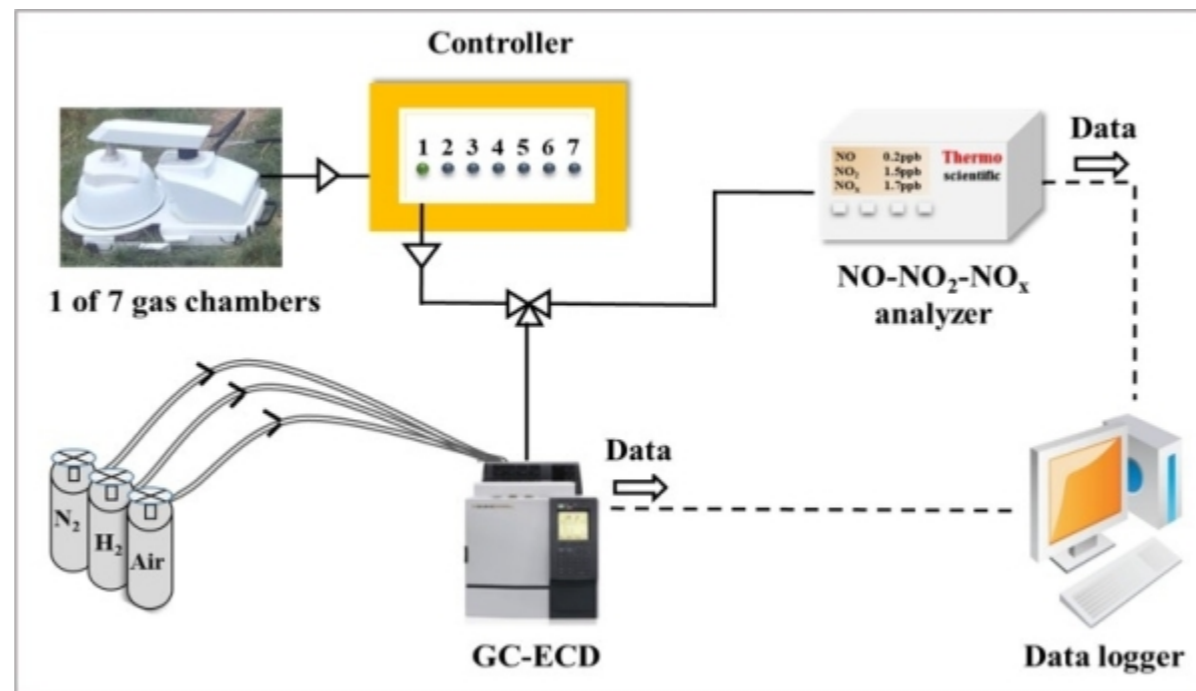 Controller
1 2 3 4 5 6 7
1 of 7 gas chambers
NO 0.2ppb
NO₂ 1.5ppb
NOₓ 1.7ppb
Thermo
scientific
Data
NO-NO₂-NOₓ
analyzer
N₂
H₂
Air
Data
GC-ECD
Data logger